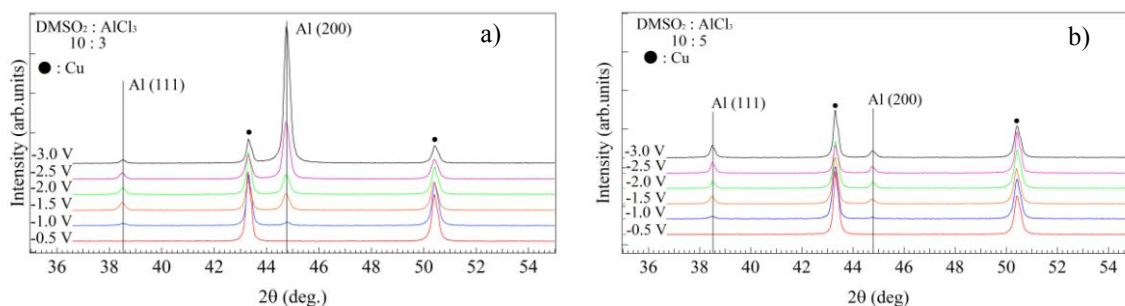 DMSO₂ : AlCl₃
10 : 3
● : Cu
Al (111)
Al (200)
a)
-3.0 V
-2.5 V
-2.0 V
-1.5 V
-1.0 V
-0.5 V
Intensity (arb.units)
36 38 40 42 44 46 48 50 52 54
2θ (deg.)
DMSO₂ : AlCl₃
10 : 5
● : Cu
Al (111)
Al (200)
b)
-3.0 V
-2.5 V
-2.0 V
-1.5 V
-1.0 V
-0.5 V
Intensity (arb.units)
36 38 40 42 44 46 48 50 52 54
2θ (deg.)